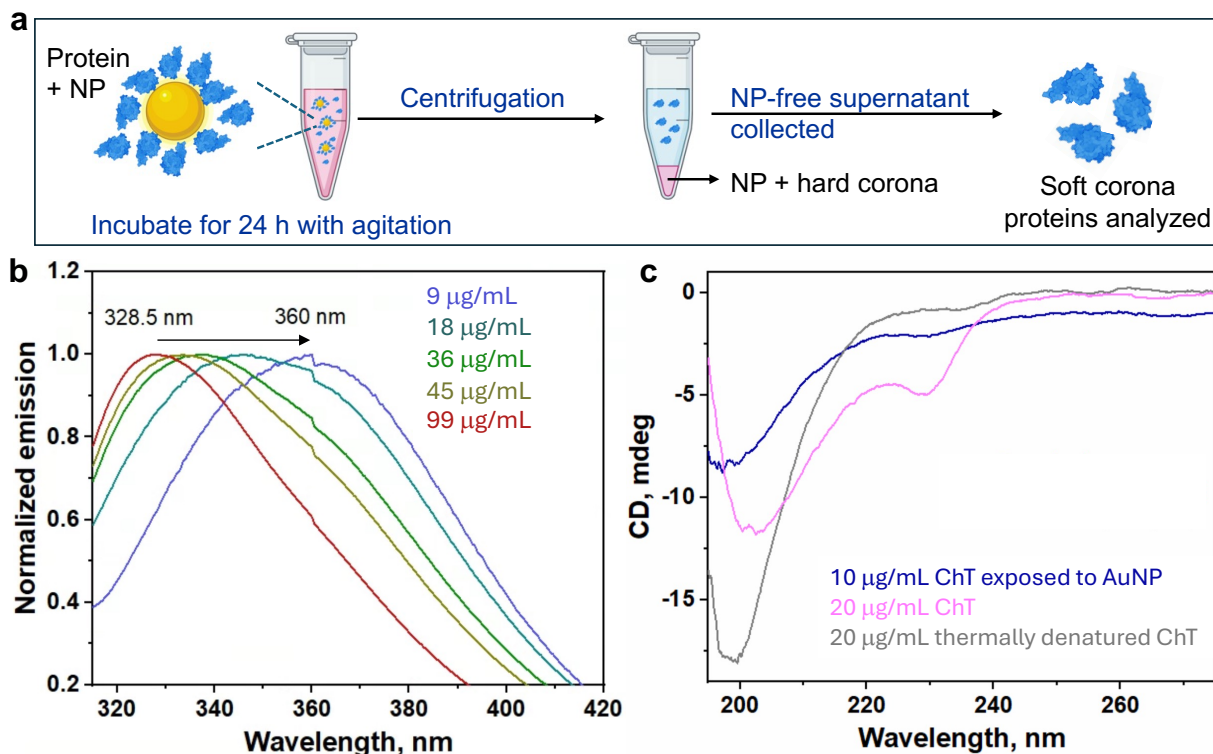 a
Protein
+ NP
Centrifugation
NP-free supernatant
collected
NP + hard corona
Incubate for 24 h with agitation
Soft corona
proteins analyzed
b
328.5 nm
360 nm
9 μg/mL
18 μg/mL
36 μg/mL
45 μg/mL
99 μg/mL
1.2
1.0
0.8
0.6
0.4
0.2
Normalized emission
320
340
360
380
400
420
Wavelength, nm
c
0
-5
-10
-15
CD, mdeg
10 μg/mL ChT exposed to AuNP
20 μg/mL ChT
20 μg/mL thermally denatured ChT
200
220
240
260
Wavelength, nm